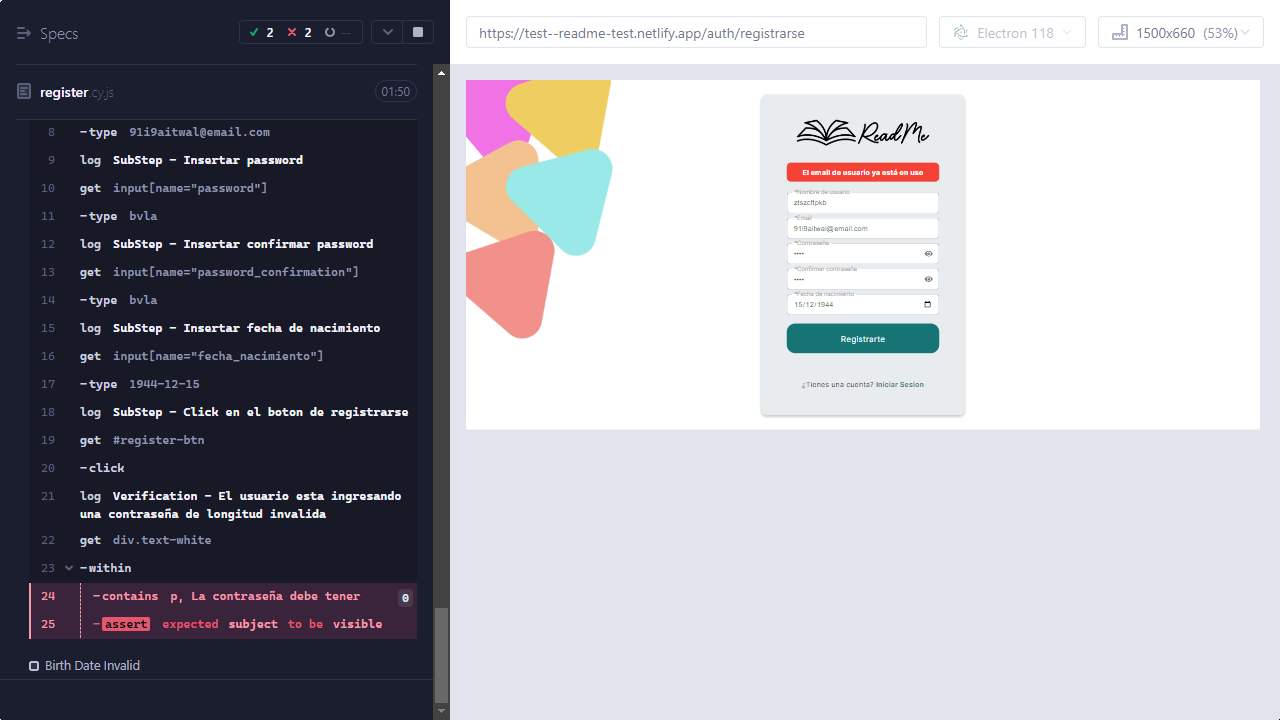 Specs
2
2
--
register.cy.js
01:50
8 -type 91i9aitwal@email.com
9 log SubStep - Insertar password
10 get input[name="password"]
11 -type bvla
12 log SubStep - Insertar confirmar password
13 get input[name="password_confirmation"]
14 -type bvla
15 log SubStep - Insertar fecha de nacimiento
16 get input[name="fecha_nacimiento"]
17 -type 1944-12-15
18 log SubStep - Click en el boton de registrarse
19 get #register-btn
20 -click
21 log Verification - El usuario esta ingresando
una contraseña de longitud invalida
22 get div.text-white
23 -within
24 -contains p, La contraseña debe tener 0
25 -assert expected subject to be visible
Birth Date Invalid
https://test--readme-test.netlify.app/auth/registrarse
Electron 118
1500x660 (53%)
ReadMe
El email de usuario ya está en uso
*Nombre de usuario
ztszcftpkb
*Email
91i9aitwal@email.com
*Contraseña
••••
*Confirmar contraseña
••••
*Fecha de nacimiento
15/12/1944
Registrarte
¿Tienes una cuenta? Iniciar Sesion